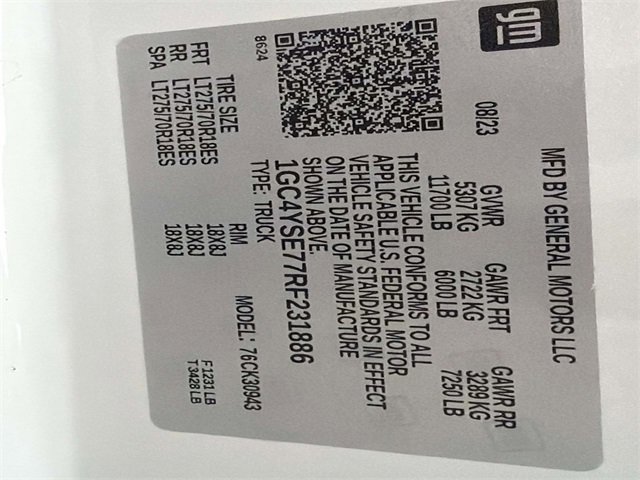 gm
MFD BY GENERAL MOTORS LLC
08/23 GVWR GAWR FRT GAWR RR
5307 KG 2722 KG 3289 KG
11700 LB 6000 LB 7250 LB
THIS VEHICLE CONFORMS TO ALL
APPLICABLE U.S. FEDERAL MOTOR
VEHICLE SAFETY STANDARDS IN EFFECT
ON THE DATE OF MANUFACTURE
SHOWN ABOVE.
1GC4YSE77RF231886
TYPE: TRUCK MODEL: 76CK30943
8624
TIRE SIZE RIM
FRT LT275/70R18ES 18X8J F 1231 LB
RR LT275/70R18ES 18X8J T 3428 LB
SPA LT275/70R18ES 18X8J